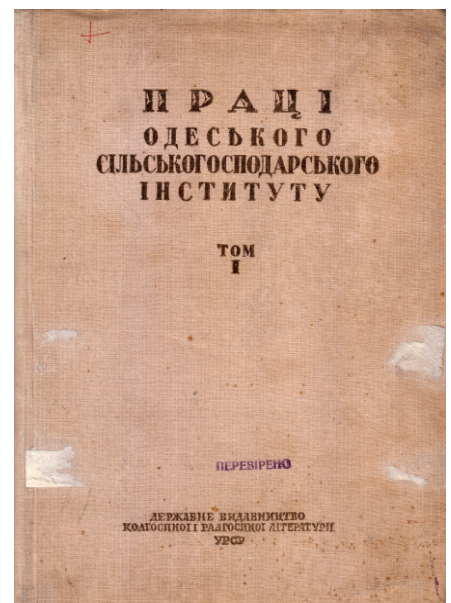 ПРАЦІ
ОДЕСЬКОГО
СІЛЬСЬКОГОСПОДАРСЬКОГО
ІНСТИТУТУ
ТОМ
I
ПЕРЕВІРЕНО
ДЕРЖАВНЕ ВИДАВНИЦТВО
КОЛГОСПНОЇ І РАДГОСПНОЇ ЛІТЕРАТУРИ
УРСР